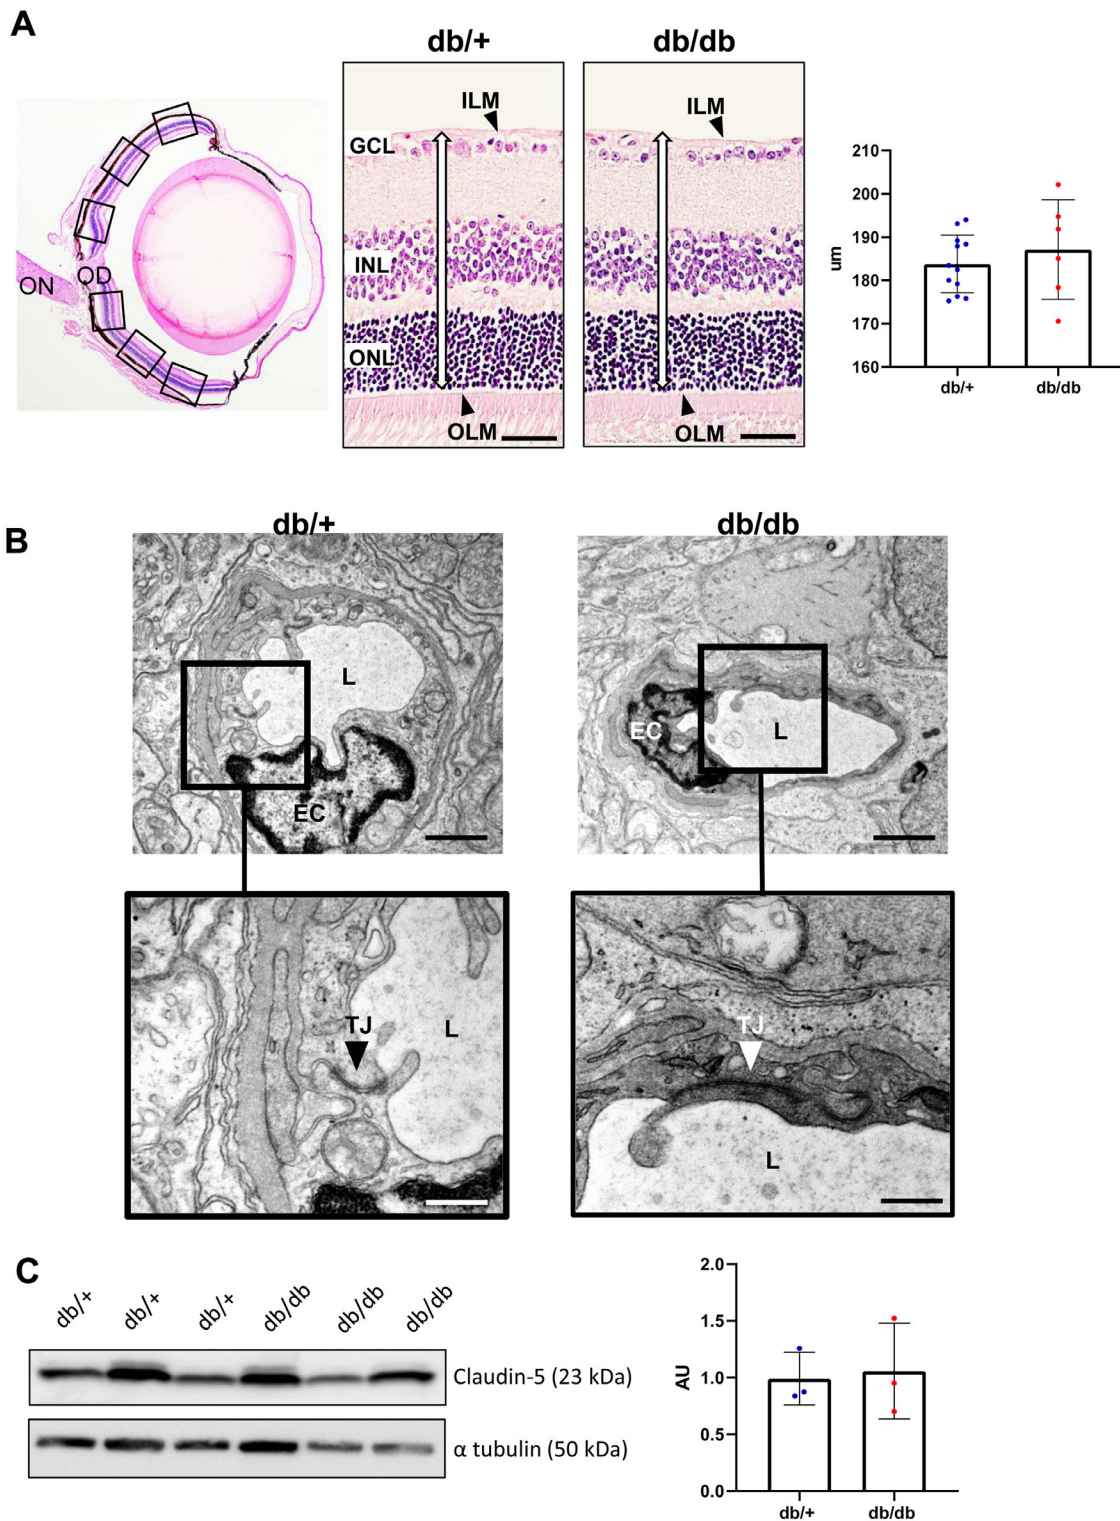 A
db/+
db/db
ILM
GCL
INL
ONL
OLM
ILM
OLM
ON
OD
um
210
200
190
180
170
160
db/+
db/db
B
db/+
db/db
L
EC
L
EC
TJ
L
TJ
L
C
db/+
db/+
db/+
db/db
db/db
db/db
Claudin-5 (23 kDa)
α tubulin (50 kDa)
AU
2.0
1.5
1.0
0.5
0.0
db/+
db/db